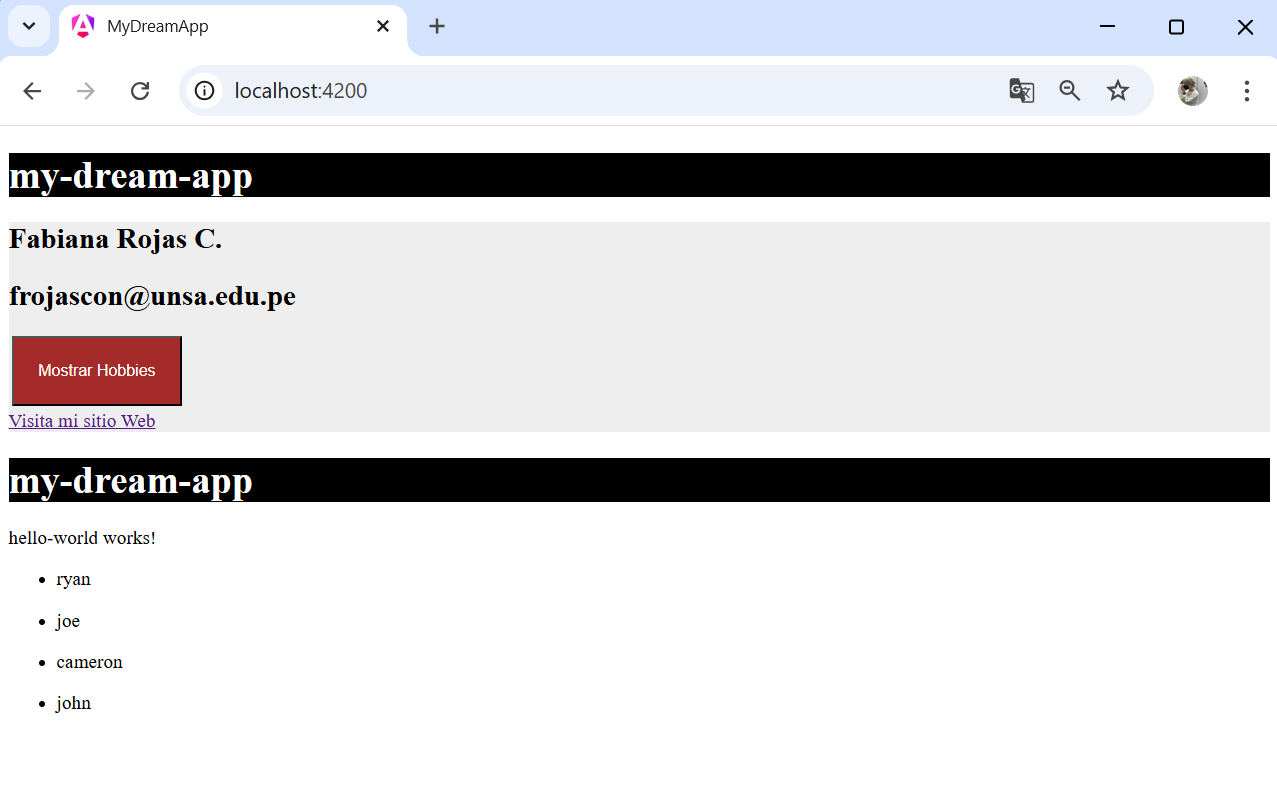 MyDreamApp
localhost:4200
my-dream-app
Fabiana Rojas C.
frojascon@unsa.edu.pe
Mostrar Hobbies
Visita mi sitio Web
my-dream-app
hello-world works!
ryan
joe
cameron
john